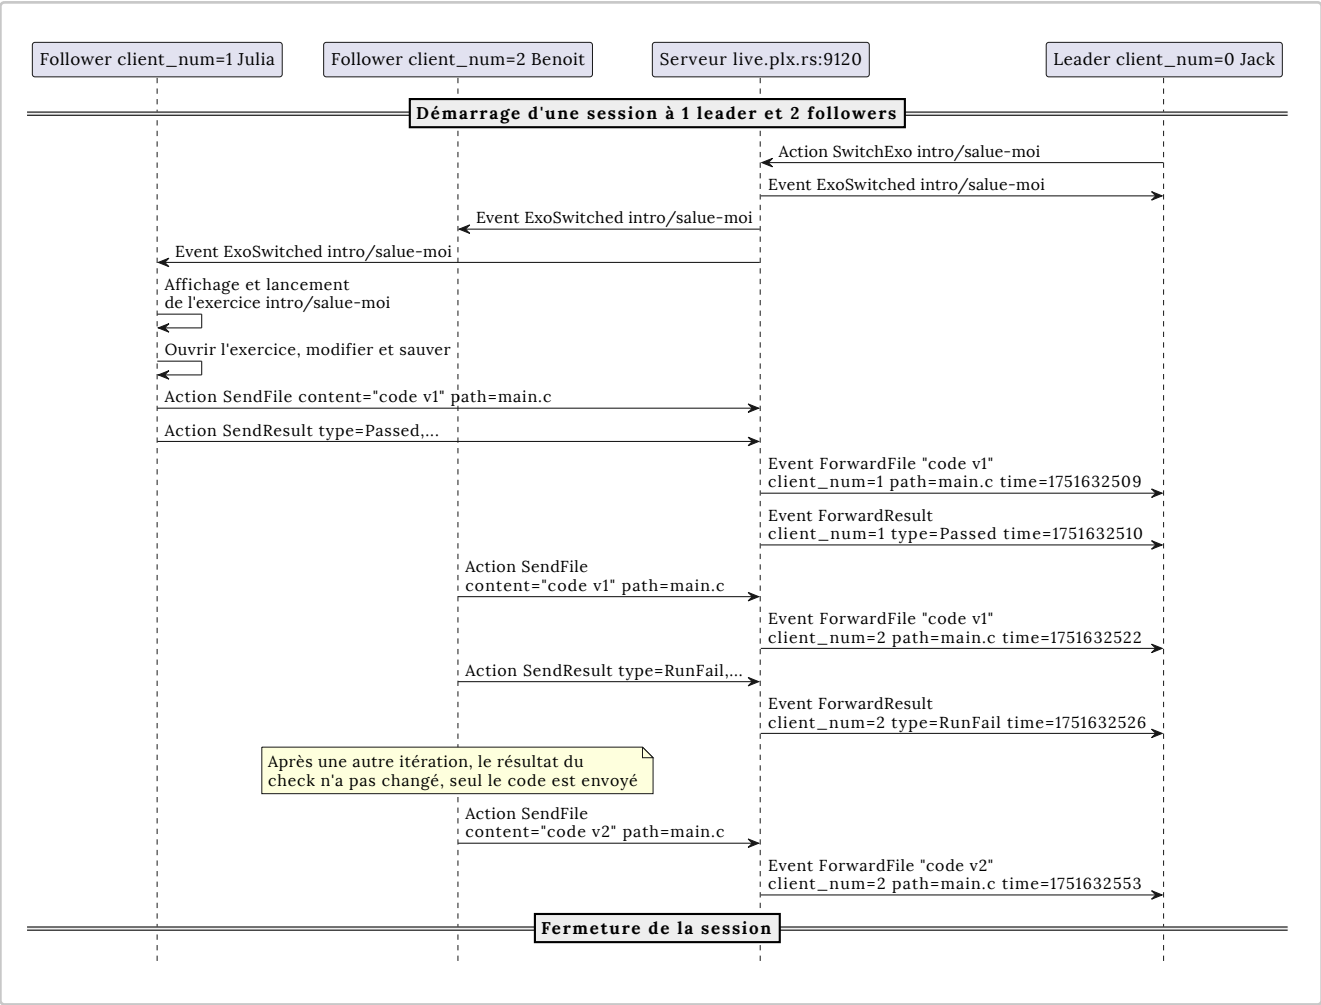 Follower client_num=1 Julia
Follower client_num=2 Benoit
Serveur live.plx.rs:9120
Leader client_num=0 Jack
Démarrage d'une session à 1 leader et 2 followers
Action SwitchExo intro/salue-moi
Event ExoSwitched intro/salue-moi
Event ExoSwitched intro/salue-moi
Event ExoSwitched intro/salue-moi
Affichage et lancement
de l'exercice intro/salue-moi
Ouvrir l'exercice, modifier et sauver
Action SendFile content="code v1" path=main.c
Action SendResult type=Passed,...
Event ForwardFile "code v1"
client_num=1 path=main.c time=1751632509
Event ForwardResult
client_num=1 type=Passed time=1751632510
Action SendFile
content="code v1" path=main.c
Event ForwardFile "code v1"
client_num=2 path=main.c time=1751632522
Action SendResult type=RunFail,...
Event ForwardResult
client_num=2 type=RunFail time=1751632526
Après une autre itération, le résultat du
check n'a pas changé, seul le code est envoyé
Action SendFile
content="code v2" path=main.c
Event ForwardFile "code v2"
client_num=2 path=main.c time=1751632553
Fermeture de la session